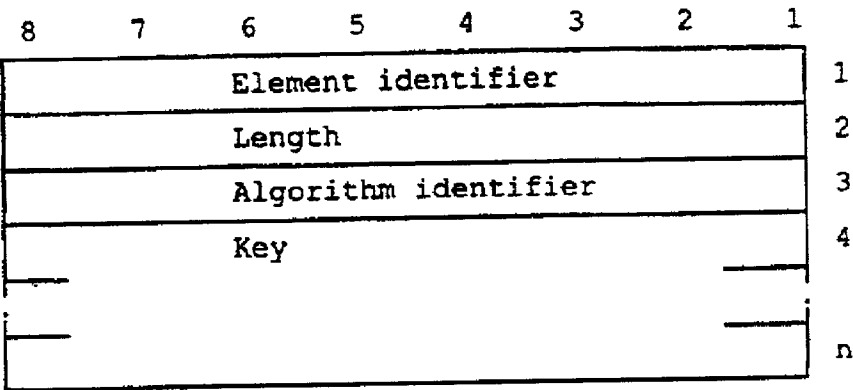 8 7 6 5 4 3 2 1
Element identifier 1
Length 2
Algorithm identifier 3
Key 4
n